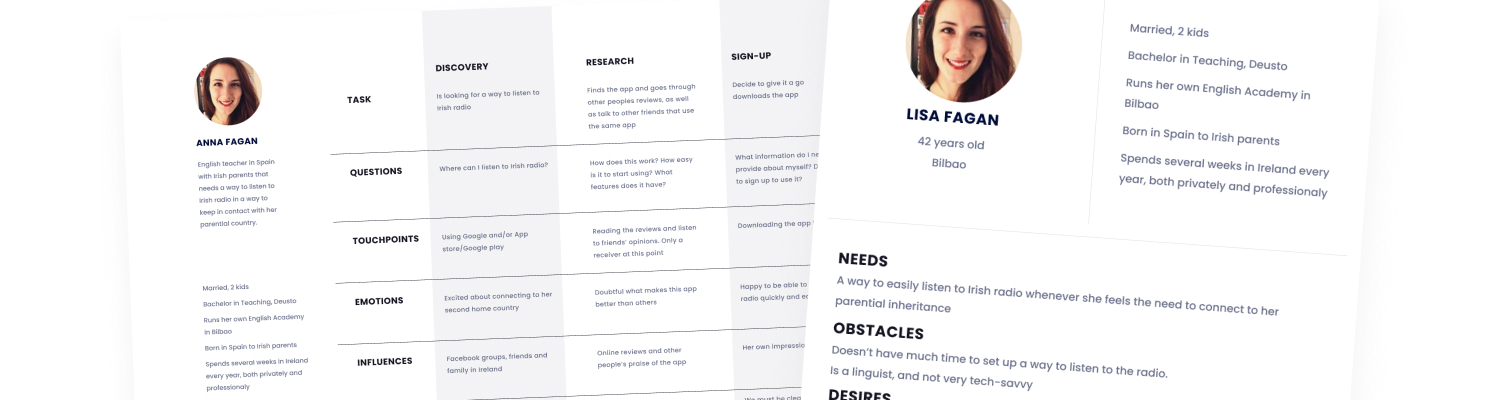 ANNA FAGAN
English teacher in Spain
with Irish parents that
needs a way to listen to
Irish radio in a way to
keep in contact with her
parential country.
Married, 2 kids
Bachelor in Teaching, Deusto
Runs her own English Academy
in Bilbao
Born in Spain to Irish parents
Spends several weeks in Ireland
every year, both privately and
professionaly
DISCOVERY
RESEARCH
SIGN-UP
TASK
Is looking for a way to listen to
Irish radio
Finds the app and goes through
other peoples reviews, as well
as talk to other friends that use
the same app
Decide to give it a go
downloads the app
QUESTIONS
Where can I listen to Irish radio?
How does this work? How easy
is it to start using? What
features does it have?
What information do I
provide about myself?
to sign up to use it?
TOUCHPOINTS
Using Google and/or App
store/Google play
Reading the reviews and listen
to friends' opinions. Only a
receiver at this point
Downloading the app
EMOTIONS
Excited about connecting to her
second home country
Doubtful what makes this app
better than others
Happy to be able to
radio quickly and
INFLUENCES
Facebook groups, friends and
family in Ireland
Online reviews and other
people's praise of the app
Her own
We must be
LISA FAGAN
42 years old
Bilbao
Married, 2 kids
Bachelor in Teaching, Deusto
Runs her own English Academy in
Bilbao
Born in Spain to Irish parents
Spends several weeks in Ireland every
year, both privately and professionaly
NEEDS
A way to easily listen to Irish radio whenever she feels the need to connect to her
parential inheritance
OBSTACLES
Doesn't have much time to set up a way to listen to the radio.
Is a linguist, and not very tech-savvy
DESIRES